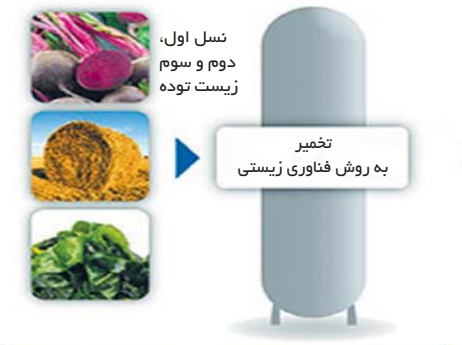 نسل اول،
دوم و سوم
زیست توده
تخمیر
به روش فناوری زیستی